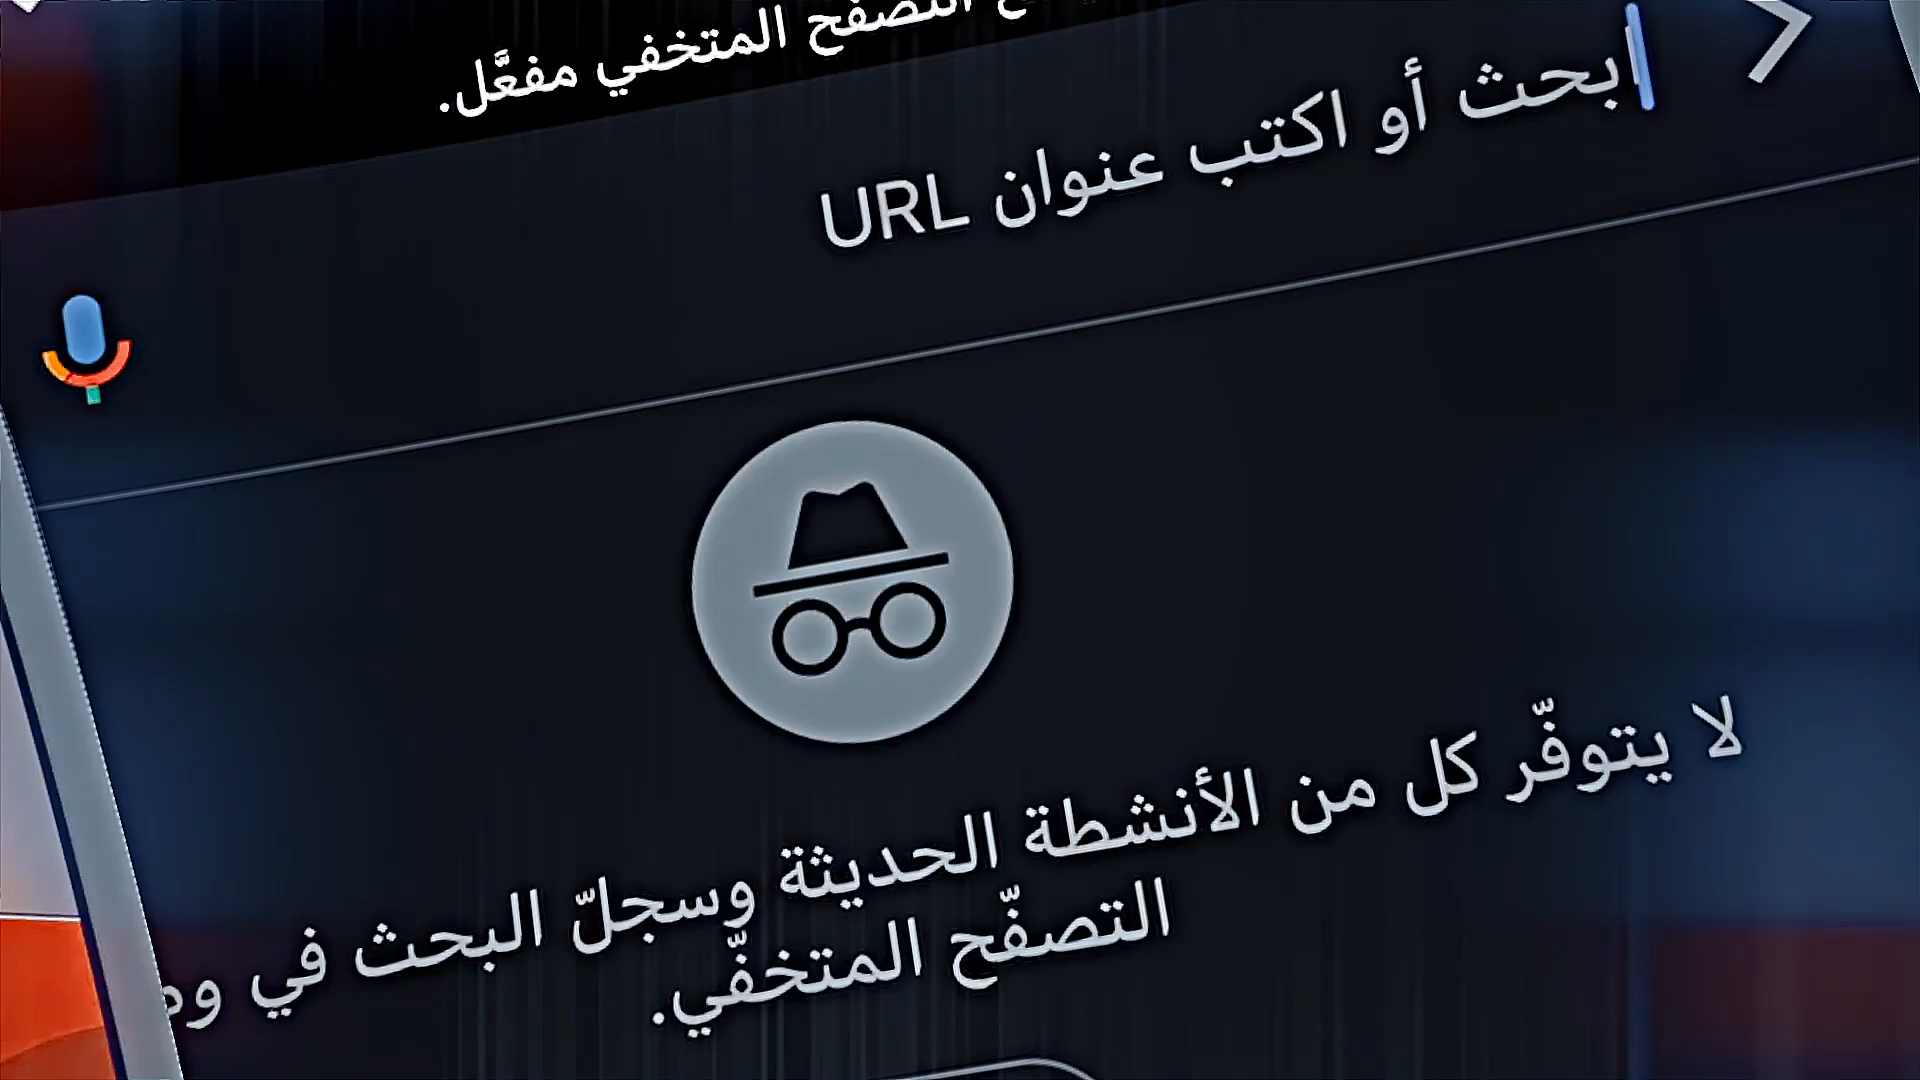 التصفح المتخفي مفعَّل.
ابحث أو اكتب عنوان URL
لا يتوفّر كل من الأنشطة الحديثة وسجلّ البحث في
التصفّح المتخفّي.